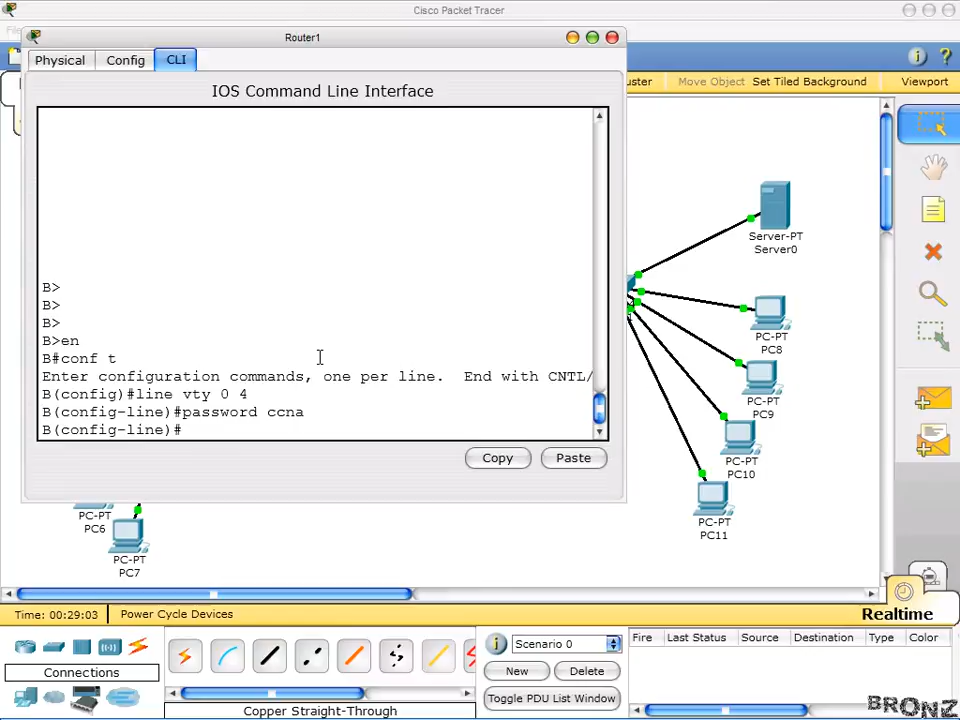 Cisco Packet Tracer
Router1
Physical
Config
CLI
IOS Command Line Interface
B>
B>
B>
B>en
B#conf t
Enter configuration commands, one per line.  End with CNTL/
B(config)#line vty 0 4
B(config-line)#password ccna
B(config-line)#
Copy
Paste
Move Object
Set Tiled Background
Viewport
Server-PT
Server0
PC-PT
PC8
PC-PT
PC9
PC-PT
PC10
PC-PT
PC11
PC-PT
PC6
PC-PT
PC7
Time: 00:29:03
Power Cycle Devices
Realtime
Connections
Copper Straight-Through
Scenario 0
New
Delete
Toggle PDU List Window
Fire
Last Status
Source
Destination
Type
Color
BRONZ